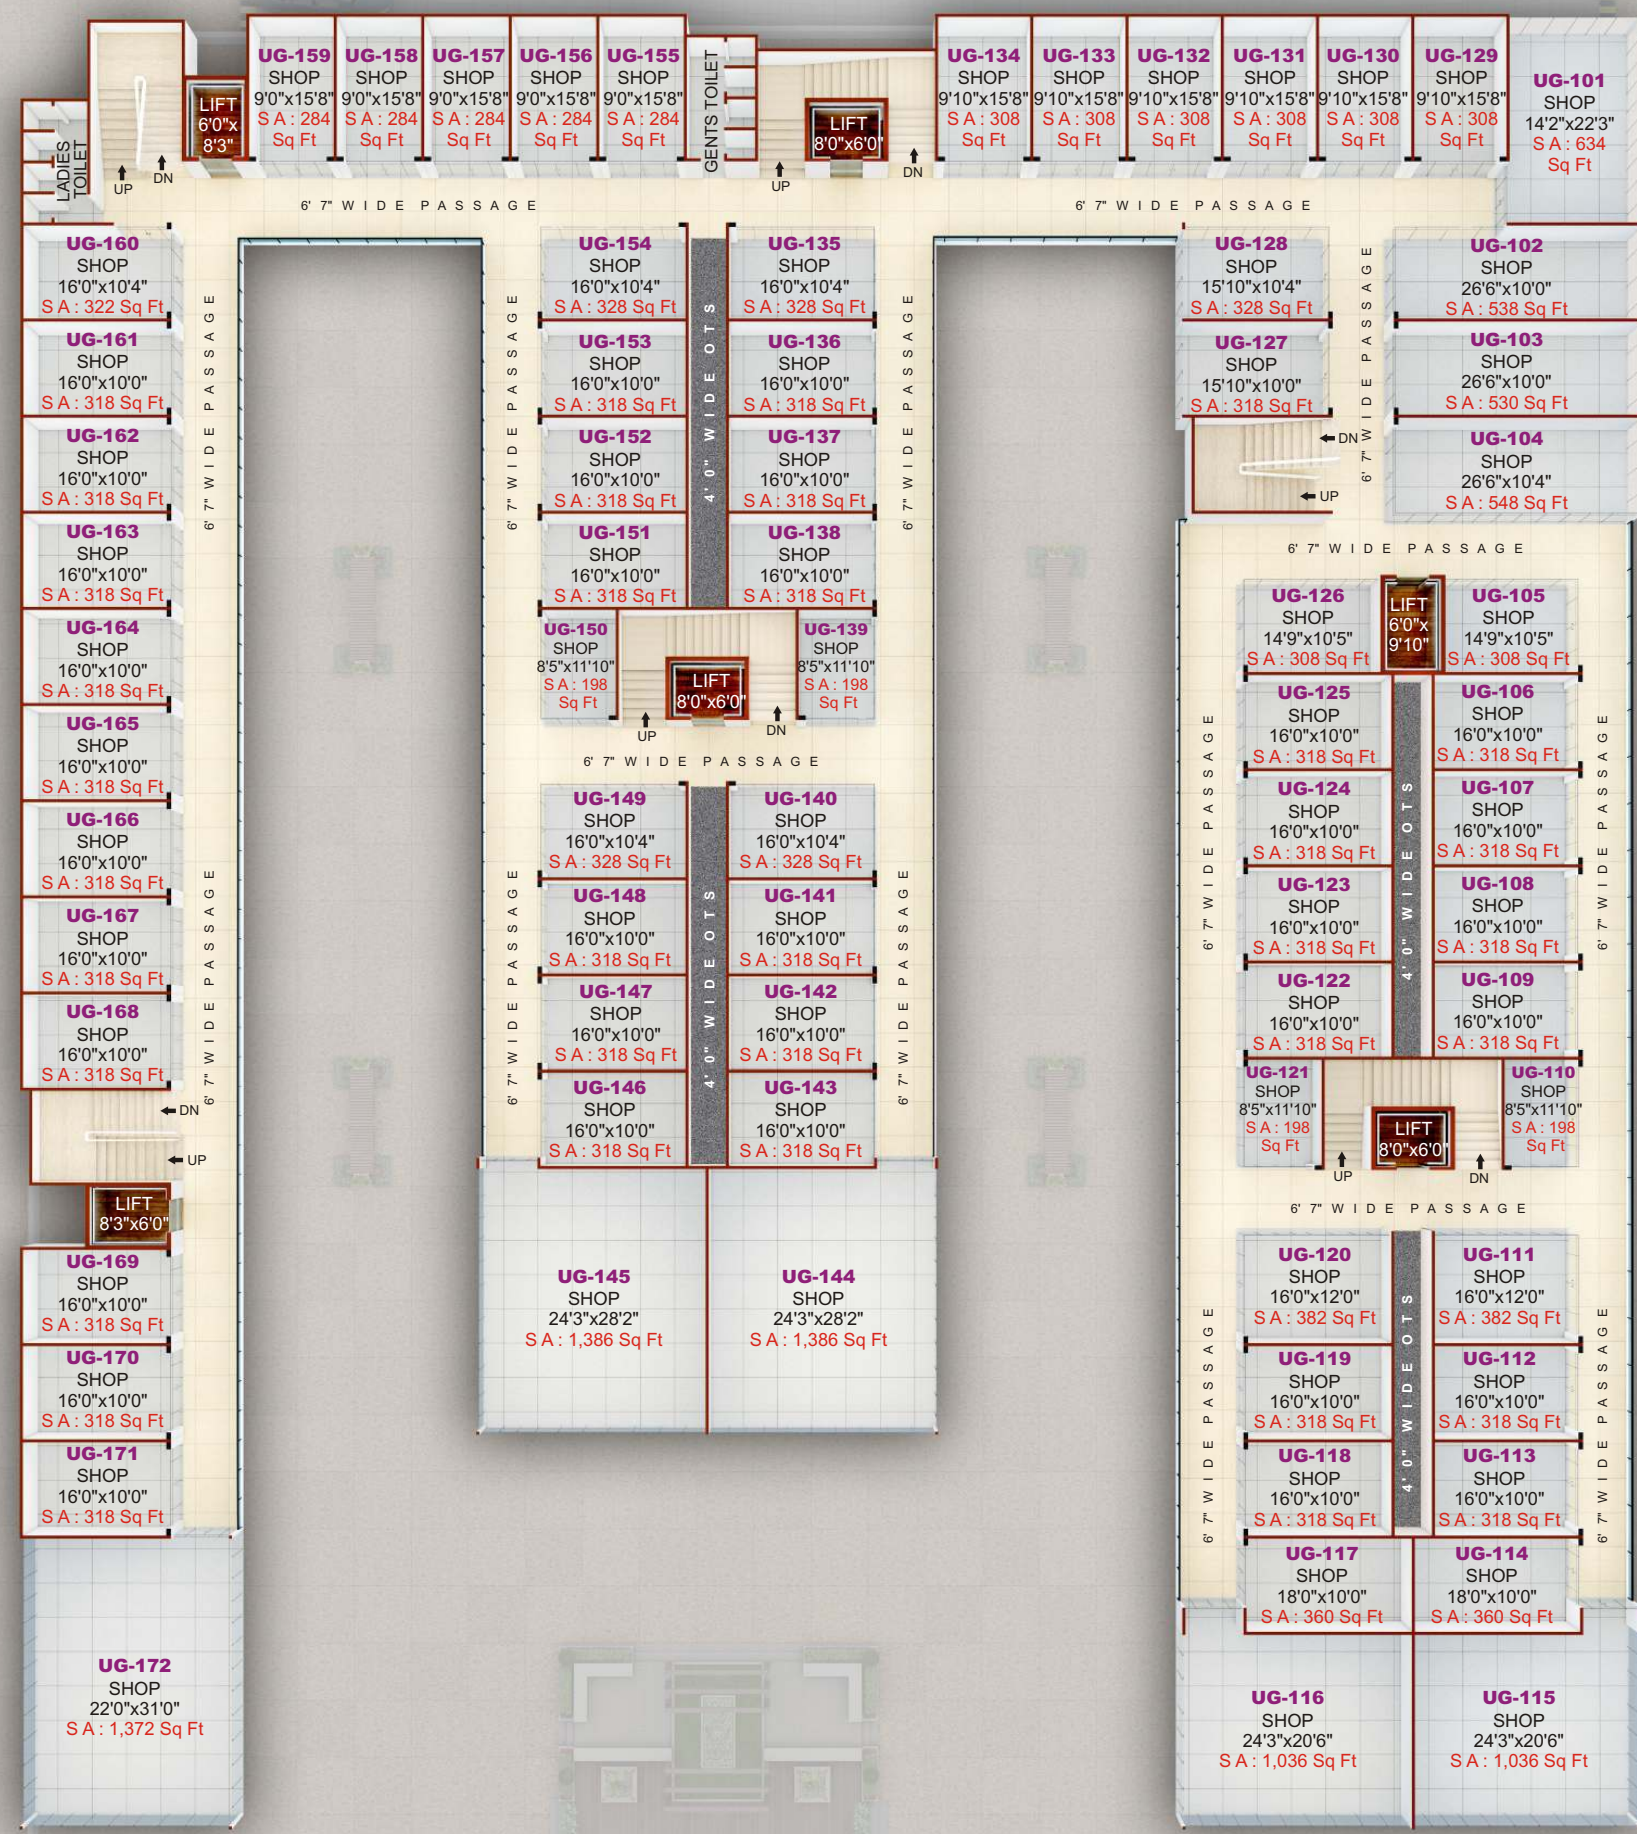 UG-159
SHOP
9'0"x15'8"
S A : 284
Sq Ft
UG-158
SHOP
9'0"x15'8"
S A : 284
Sq Ft
UG-157
SHOP
9'0"x15'8"
S A : 284
Sq Ft
UG-156
SHOP
9'0"x15'8"
S A : 284
Sq Ft
UG-155
SHOP
9'0"x15'8"
S A : 284
Sq Ft
GENTS TOILET
UG-134
SHOP
9'10"x15'8"
S A : 308
Sq Ft
UG-133
SHOP
9'10"x15'8"
S A : 308
Sq Ft
UG-132
SHOP
9'10"x15'8"
S A : 308
Sq Ft
UG-131
SHOP
9'10"x15'8"
S A : 308
Sq Ft
UG-130
SHOP
9'10"x15'8"
S A : 308
Sq Ft
UG-129
SHOP
9'10"x15'8"
S A : 308
Sq Ft
UG-101
SHOP
14'2"x22'3"
S A : 634
Sq Ft
LIFT
6'0"x
8'3"
LIFT
8'0"x6'0"
LADIES
TOILET
UP
DN
UP
DN
6' 7" WIDE PASSAGE
6' 7" WIDE PASSAGE
UG-160
SHOP
16'0"x10'4"
S A : 322 Sq Ft
UG-161
SHOP
16'0"x10'0"
S A : 318 Sq Ft
UG-162
SHOP
16'0"x10'0"
S A : 318 Sq Ft
UG-163
SHOP
16'0"x10'0"
S A : 318 Sq Ft
UG-164
SHOP
16'0"x10'0"
S A : 318 Sq Ft
UG-165
SHOP
16'0"x10'0"
S A : 318 Sq Ft
UG-166
SHOP
16'0"x10'0"
S A : 318 Sq Ft
UG-167
SHOP
16'0"x10'0"
S A : 318 Sq Ft
UG-168
SHOP
16'0"x10'0"
S A : 318 Sq Ft
DN
UP
LIFT
8'3"x6'0"
UG-169
SHOP
16'0"x10'0"
S A : 318 Sq Ft
UG-170
SHOP
16'0"x10'0"
S A : 318 Sq Ft
UG-171
SHOP
16'0"x10'0"
S A : 318 Sq Ft
UG-172
SHOP
22'0"x31'0"
S A : 1,372 Sq Ft
6' 7" WIDE PASSAGE
6' 7" WIDE PASSAGE
6' 7" WIDE PASSAGE
6' 7" WIDE PASSAGE
UG-154
SHOP
16'0"x10'4"
S A : 328 Sq Ft
UG-153
SHOP
16'0"x10'0"
S A : 318 Sq Ft
UG-152
SHOP
16'0"x10'0"
S A : 318 Sq Ft
UG-151
SHOP
16'0"x10'0"
S A : 318 Sq Ft
UG-150
SHOP
8'5"x11'10"
S A : 198
Sq Ft
4' 0" WIDE OTS
UG-135
SHOP
16'0"x10'4"
S A : 328 Sq Ft
UG-136
SHOP
16'0"x10'0"
S A : 318 Sq Ft
UG-137
SHOP
16'0"x10'0"
S A : 318 Sq Ft
UG-138
SHOP
16'0"x10'0"
S A : 318 Sq Ft
UG-139
SHOP
8'5"x11'10"
S A : 198
Sq Ft
LIFT
8'0"x6'0"
UP
DN
6' 7" WIDE PASSAGE
UG-149
SHOP
16'0"x10'4"
S A : 328 Sq Ft
UG-148
SHOP
16'0"x10'0"
S A : 318 Sq Ft
UG-147
SHOP
16'0"x10'0"
S A : 318 Sq Ft
UG-146
SHOP
16'0"x10'0"
S A : 318 Sq Ft
4' 0" WIDE OTS
UG-140
SHOP
16'0"x10'4"
S A : 328 Sq Ft
UG-141
SHOP
16'0"x10'0"
S A : 318 Sq Ft
UG-142
SHOP
16'0"x10'0"
S A : 318 Sq Ft
UG-143
SHOP
16'0"x10'0"
S A : 318 Sq Ft
UG-145
SHOP
24'3"x28'2"
S A : 1,386 Sq Ft
UG-144
SHOP
24'3"x28'2"
S A : 1,386 Sq Ft
6' 7" WIDE PASSAGE
6' 7" WIDE PASSAGE
UG-128
SHOP
15'10"x10'4"
S A : 328 Sq Ft
UG-127
SHOP
15'10"x10'0"
S A : 318 Sq Ft
DN
UP
6' 7" WIDE PASSAGE
UG-102
SHOP
26'6"x10'0"
S A : 538 Sq Ft
UG-103
SHOP
26'6"x10'0"
S A : 530 Sq Ft
UG-104
SHOP
26'6"x10'4"
S A : 548 Sq Ft
6' 7" WIDE PASSAGE
UG-126
SHOP
14'9"x10'5"
S A : 308 Sq Ft
LIFT
6'0"x
9'10"
UG-105
SHOP
14'9"x10'5"
S A : 308 Sq Ft
UG-125
SHOP
16'0"x10'0"
S A : 318 Sq Ft
UG-124
SHOP
16'0"x10'0"
S A : 318 Sq Ft
UG-123
SHOP
16'0"x10'0"
S A : 318 Sq Ft
UG-122
SHOP
16'0"x10'0"
S A : 318 Sq Ft
UG-121
SHOP
8'5"x11'10"
S A : 198
Sq Ft
4' 0" WIDE OTS
UG-106
SHOP
16'0"x10'0"
S A : 318 Sq Ft
UG-107
SHOP
16'0"x10'0"
S A : 318 Sq Ft
UG-108
SHOP
16'0"x10'0"
S A : 318 Sq Ft
UG-109
SHOP
16'0"x10'0"
S A : 318 Sq Ft
UG-110
SHOP
8'5"x11'10"
S A : 198
Sq Ft
LIFT
8'0"x6'0"
UP
DN
6' 7" WIDE PASSAGE
6' 7" WIDE PASSAGE
6' 7" WIDE PASSAGE
UG-120
SHOP
16'0"x12'0"
S A : 382 Sq Ft
UG-119
SHOP
16'0"x10'0"
S A : 318 Sq Ft
UG-118
SHOP
16'0"x10'0"
S A : 318 Sq Ft
UG-117
SHOP
18'0"x10'0"
S A : 360 Sq Ft
4' 0" WIDE OTS
UG-111
SHOP
16'0"x12'0"
S A : 382 Sq Ft
UG-112
SHOP
16'0"x10'0"
S A : 318 Sq Ft
UG-113
SHOP
16'0"x10'0"
S A : 318 Sq Ft
UG-114
SHOP
18'0"x10'0"
S A : 360 Sq Ft
6' 7" WIDE PASSAGE
6' 7" WIDE PASSAGE
UG-116
SHOP
24'3"x20'6"
S A : 1,036 Sq Ft
UG-115
SHOP
24'3"x20'6"
S A : 1,036 Sq Ft